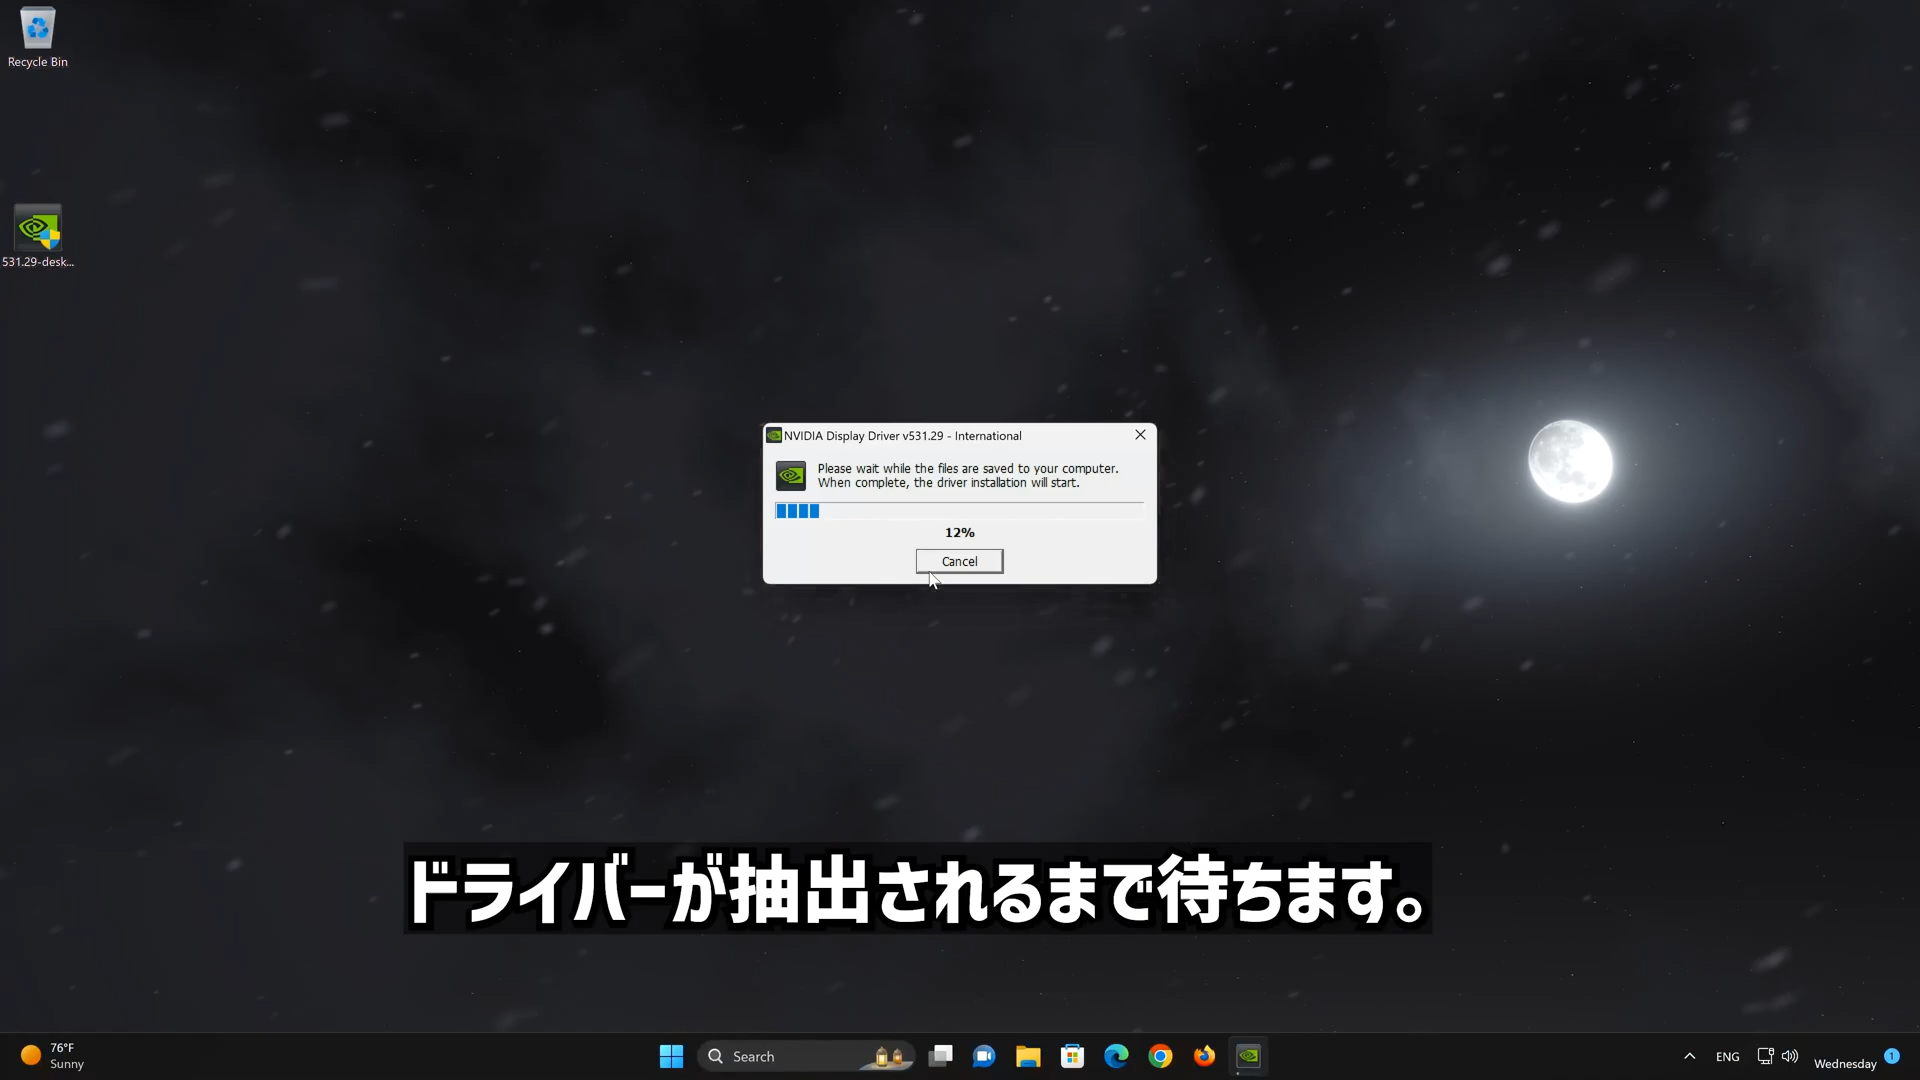 Recycle Bin
531.29-desk...
NVIDIA Display Driver v531.29 - International
Please wait while the files are saved to your computer.
When complete, the driver installation will start.
12%
Cancel
ドライバーが抽出されるまで待ちます。
76°F
Sunny
Search
ENG
Wednesday
1